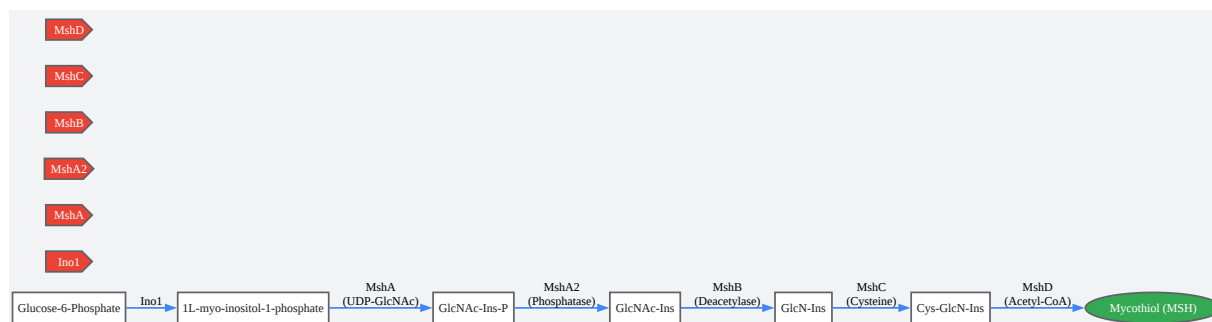 MshD
MshC
MshB
MshA2
MshA
Ino1
Glucose-6-Phosphate
Ino1
1L-myo-inositol-1-phosphate
MshA
(UDP-GlcNAc)
GlcNAc-Ins-P
MshA2
(Phosphatase)
GlcNAc-Ins
MshB
(Deacetylase)
GlcN-Ins
MshC
(Cysteine)
Cys-GlcN-Ins
MshD
(Acetyl-CoA)
Mycothiol (MSH)